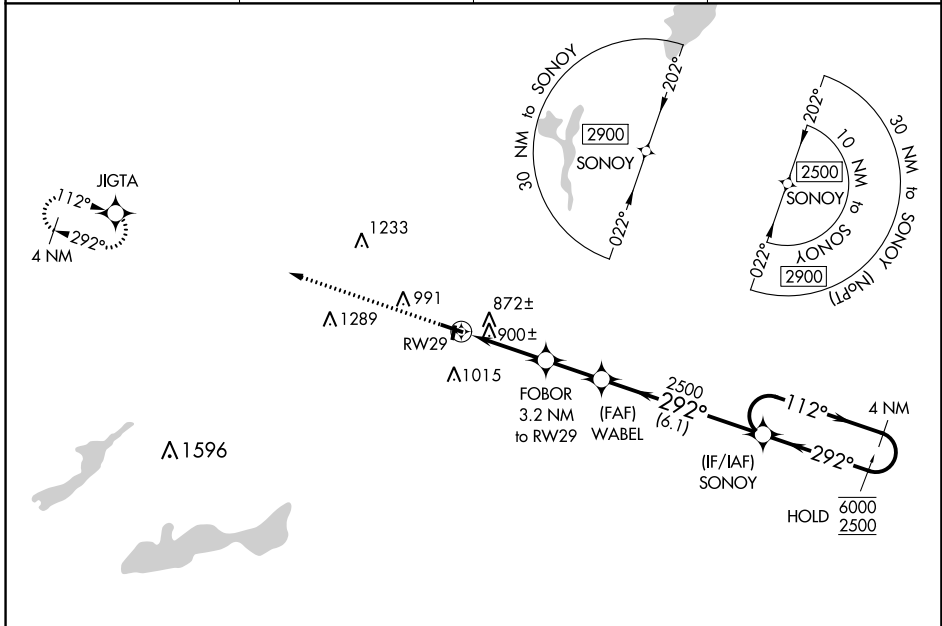 30 NM to SONOY
202°
2900
SONOY
022°
202°
10 NM to SONOY
30 NM to SONOY (NoPT)
2500
SONOY
022°
2900
JIGTA
112°
292°
4 NM
1233
991
1289
872±
900±
RW29
1015
FOBOR
3.2 NM
to RW29
(FAF)
WABEL
2500
292°
(6.1)
112°
4 NM
292°
(IF/IAF)
SONOY
HOLD
6000
2500
1596